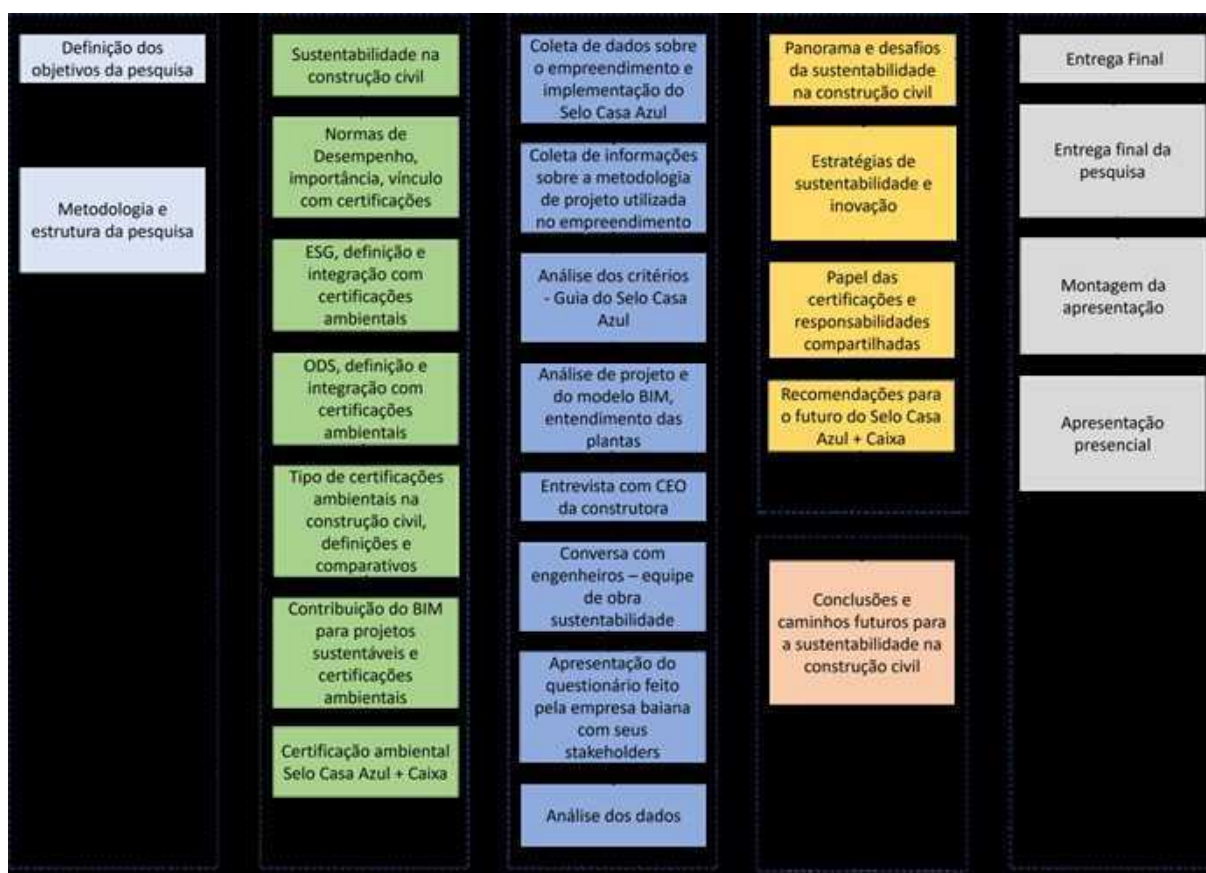 Definição dos
objetivos da pesquisa
Metodologia e
estrutura da pesquisa
Sustentabilidade na
construção civil
Normas de
Desempenho,
importância, vínculo
com certificações
ESG, definição e
integração com
certificações
ambientais
ODS, definição e
integração com
certificações
ambientais
Tipo de certificações
ambientais na
construção civil,
definições e
comparativos
Contribuição do BIM
para projetos
sustentáveis e
certificações
ambientais
Certificação ambiental
Selo Casa Azul + Caixa
Coleta de dados sobre
o empreendimento e
implementação do
Selo Casa Azul
Coleta de informações
sobre a metodologia
de projeto utilizada
no empreendimento
Análise dos critérios
- Guia do Selo Casa
Azul
Análise de projeto e
do modelo BIM,
entendimento das
plantas
Entrevista com CEO
da construtora
Conversa com
engenheiros – equipe
de obra
sustentabilidade
Apresentação do
questionário feito
pela empresa baiana
com seus
stakeholders
Análise dos dados
Panorama e desafios
da sustentabilidade
na construção civil
Estratégias de
sustentabilidade e
inovação
Papel das
certificações e
responsabilidades
compartilhadas
Recomendações para
o futuro do Selo Casa
Azul + Caixa
Conclusões e
caminhos futuros para
a sustentabilidade na
construção civil
Entrega Final
Entrega final da
pesquisa
Montagem da
apresentação
Apresentação
presencial